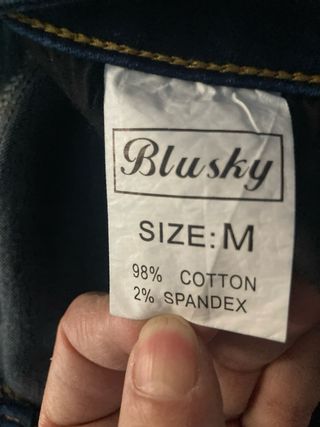 Blusky
SIZE: M
98% COTTON
2% SPANDEX